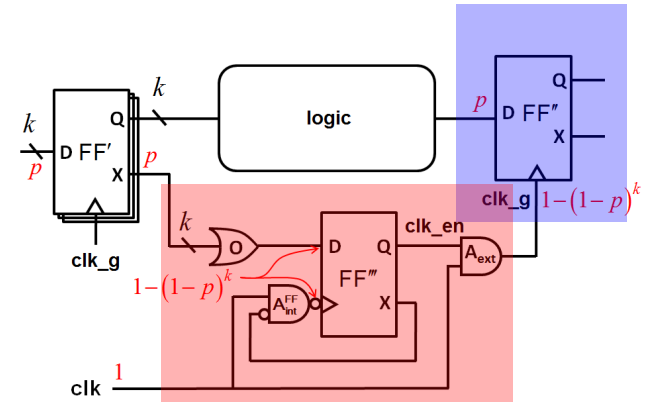 k
k
logic
p
Q
D FF″
X
k
Q
D FF′
p
X
p
clk_g
clk_g
1−(1−p)^k
k
O
D
Q
clk_en
A_ext
FF‴
1−(1−p)^k
A_int^FF
X
clk
1